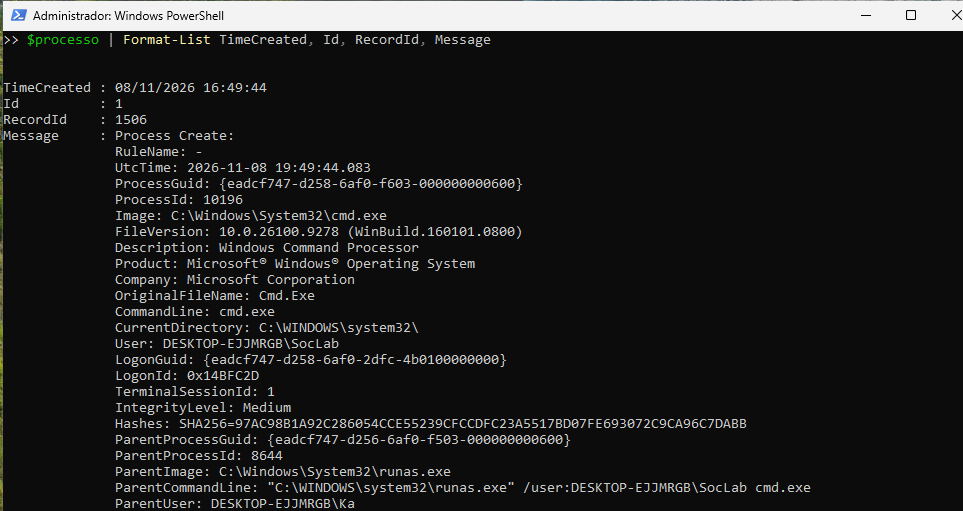 Administrador: Windows PowerShell
>> $processo | Format-List TimeCreated, Id, RecordId, Message
TimeCreated : 08/11/2026 16:49:44
Id          : 1
RecordId    : 1506
Message     : Process Create:
              RuleName: -
              UtcTime: 2026-11-08 19:49:44.083
              ProcessGuid: {eadcf747-d258-6af0-f603-000000000600}
              ProcessId: 10196
              Image: C:\Windows\System32\cmd.exe
              FileVersion: 10.0.26100.9278 (WinBuild.160101.0800)
              Description: Windows Command Processor
              Product: Microsoft® Windows® Operating System
              Company: Microsoft Corporation
              OriginalFileName: Cmd.Exe
              CommandLine: cmd.exe
              CurrentDirectory: C:\WINDOWS\system32\
              User: DESKTOP-EJJMRGB\SocLab
              LogonGuid: {eadcf747-d258-6af0-2dfc-4b0100000000}
              LogonId: 0x14BFC2D
              TerminalSessionId: 1
              IntegrityLevel: Medium
              Hashes: SHA256=97AC98B1A92C286054CCE55239CFCCDFC23A5517BD07FE693072C9CA96C7DABB
              ParentProcessGuid: {eadcf747-d256-6af0-f503-000000000600}
              ParentProcessId: 8644
              ParentImage: C:\Windows\System32\runas.exe
              ParentCommandLine: "C:\WINDOWS\system32\runas.exe" /user:DESKTOP-EJJMRGB\SocLab cmd.exe
              ParentUser: DESKTOP-EJJMRGB\Ka